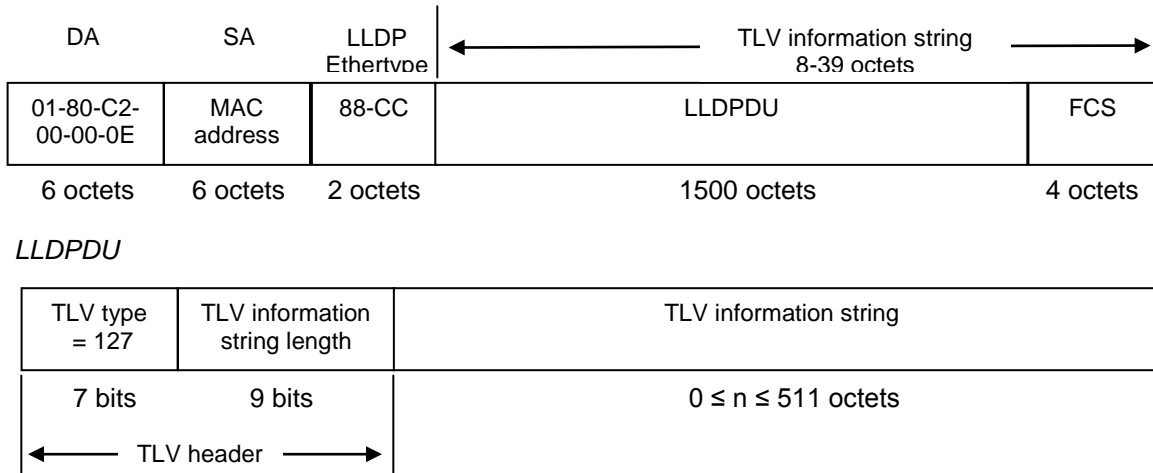 DA SA LLDP Ethertype TLV information string
8-39 octets
01-80-C2-00-00-0E MAC address 88-CC LLDPDU FCS
6 octets 6 octets 2 octets 1500 octets 4 octets
LLDPDU
TLV type = 127 TLV information string length TLV information string
7 bits 9 bits 0 ≤ n ≤ 511 octets
TLV header